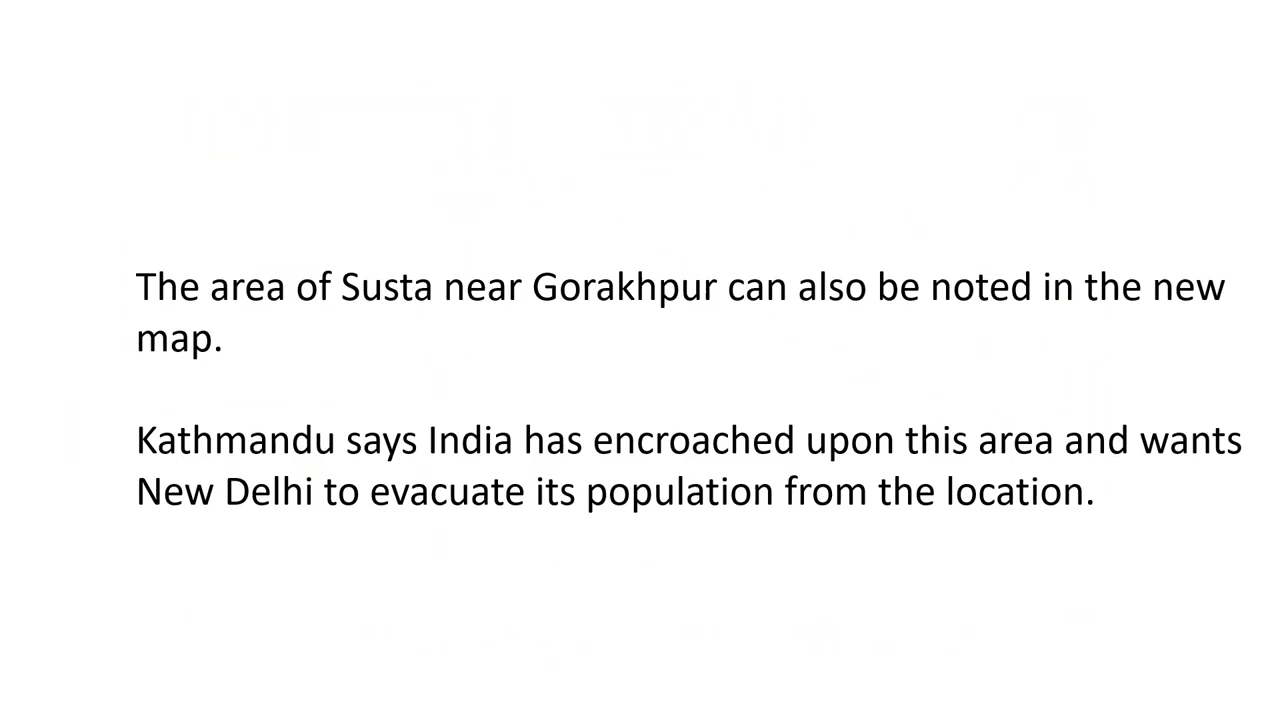 The area of Susta near Gorakhpur can also be noted in the new
map.
Kathmandu says India has encroached upon this area and wants
New Delhi to evacuate its population from the location.